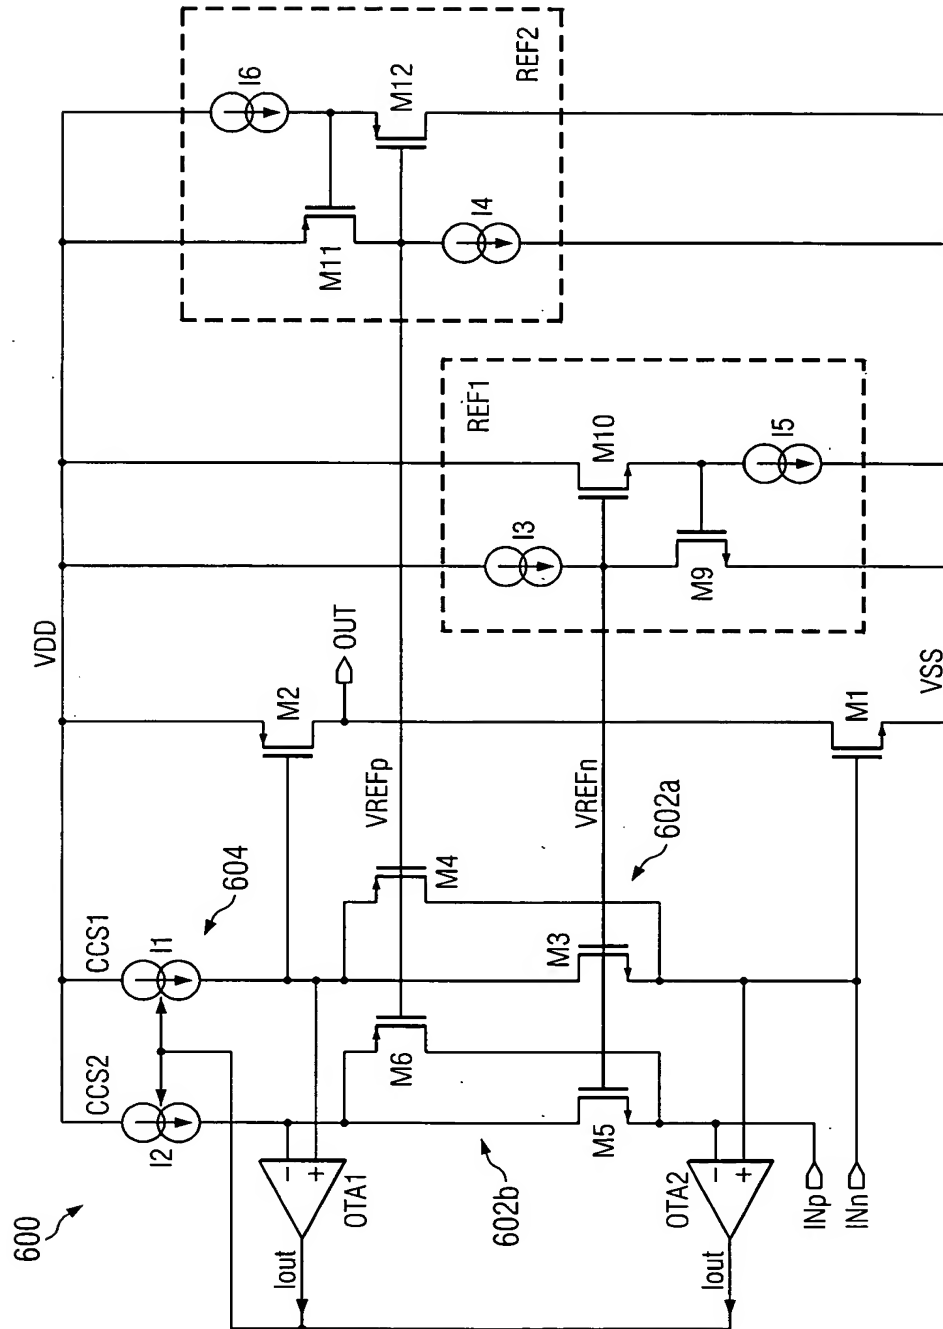 600
604
602a
602b
VDD
VSS
CCS1
CCS2
I1
I2
OTA1
-
+
Iout
OTA2
-
+
Iout
INp
INn
M1
M2
M3
M4
M5
M6
OUT
VREFp
VREFn
REF1
I3
M10
M9
I5
REF2
I6
M12
M11
I4